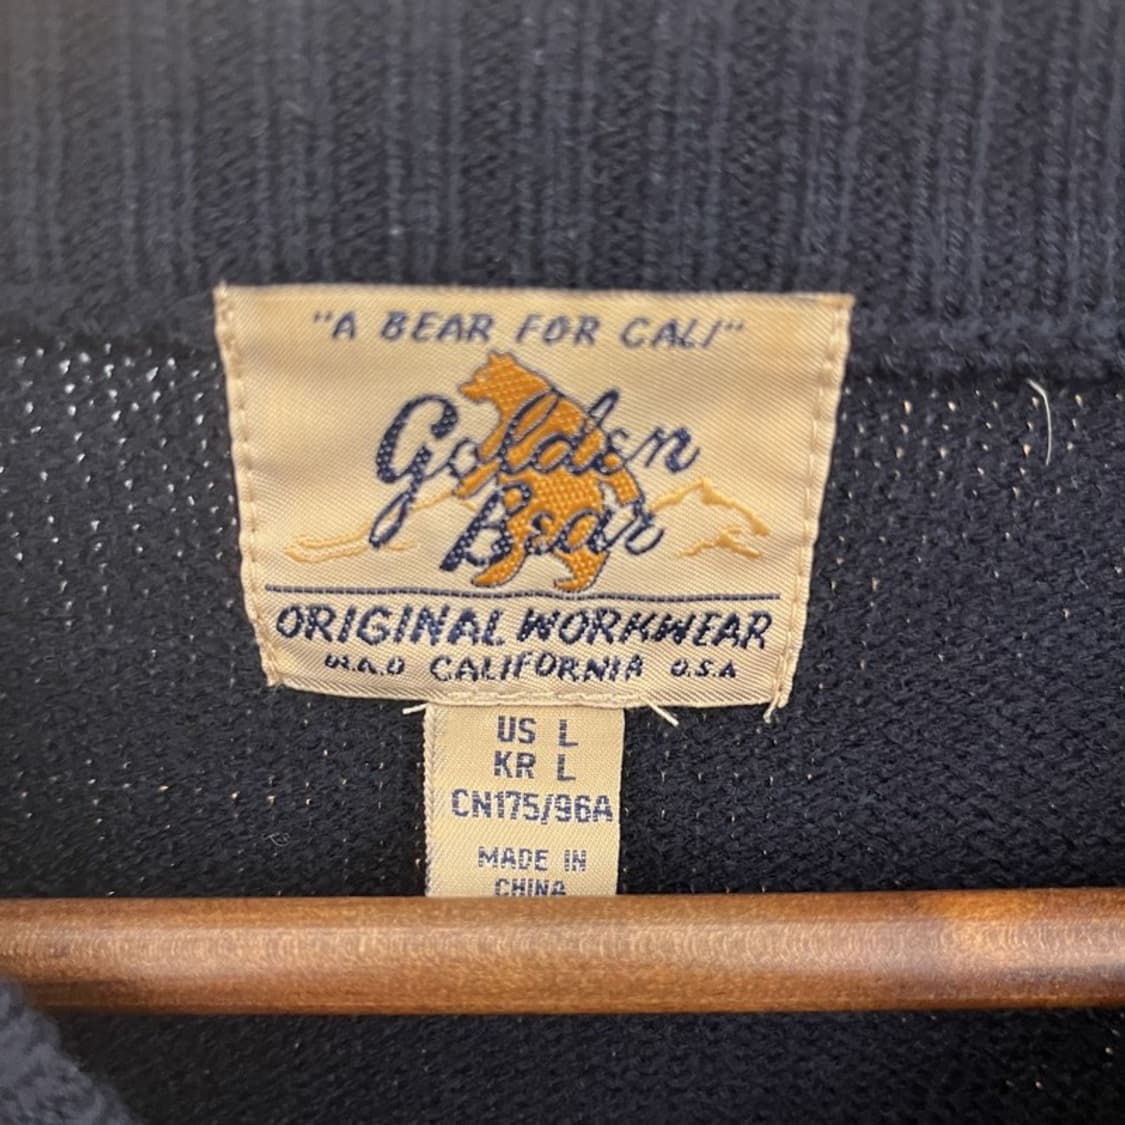 "A BEAR FOR CALI"
Golden
Bear
ORIGINAL WORKWEAR
CALIFORNIA U.S.A
US L
KR L
CN175/96A
MADE IN
CHINA